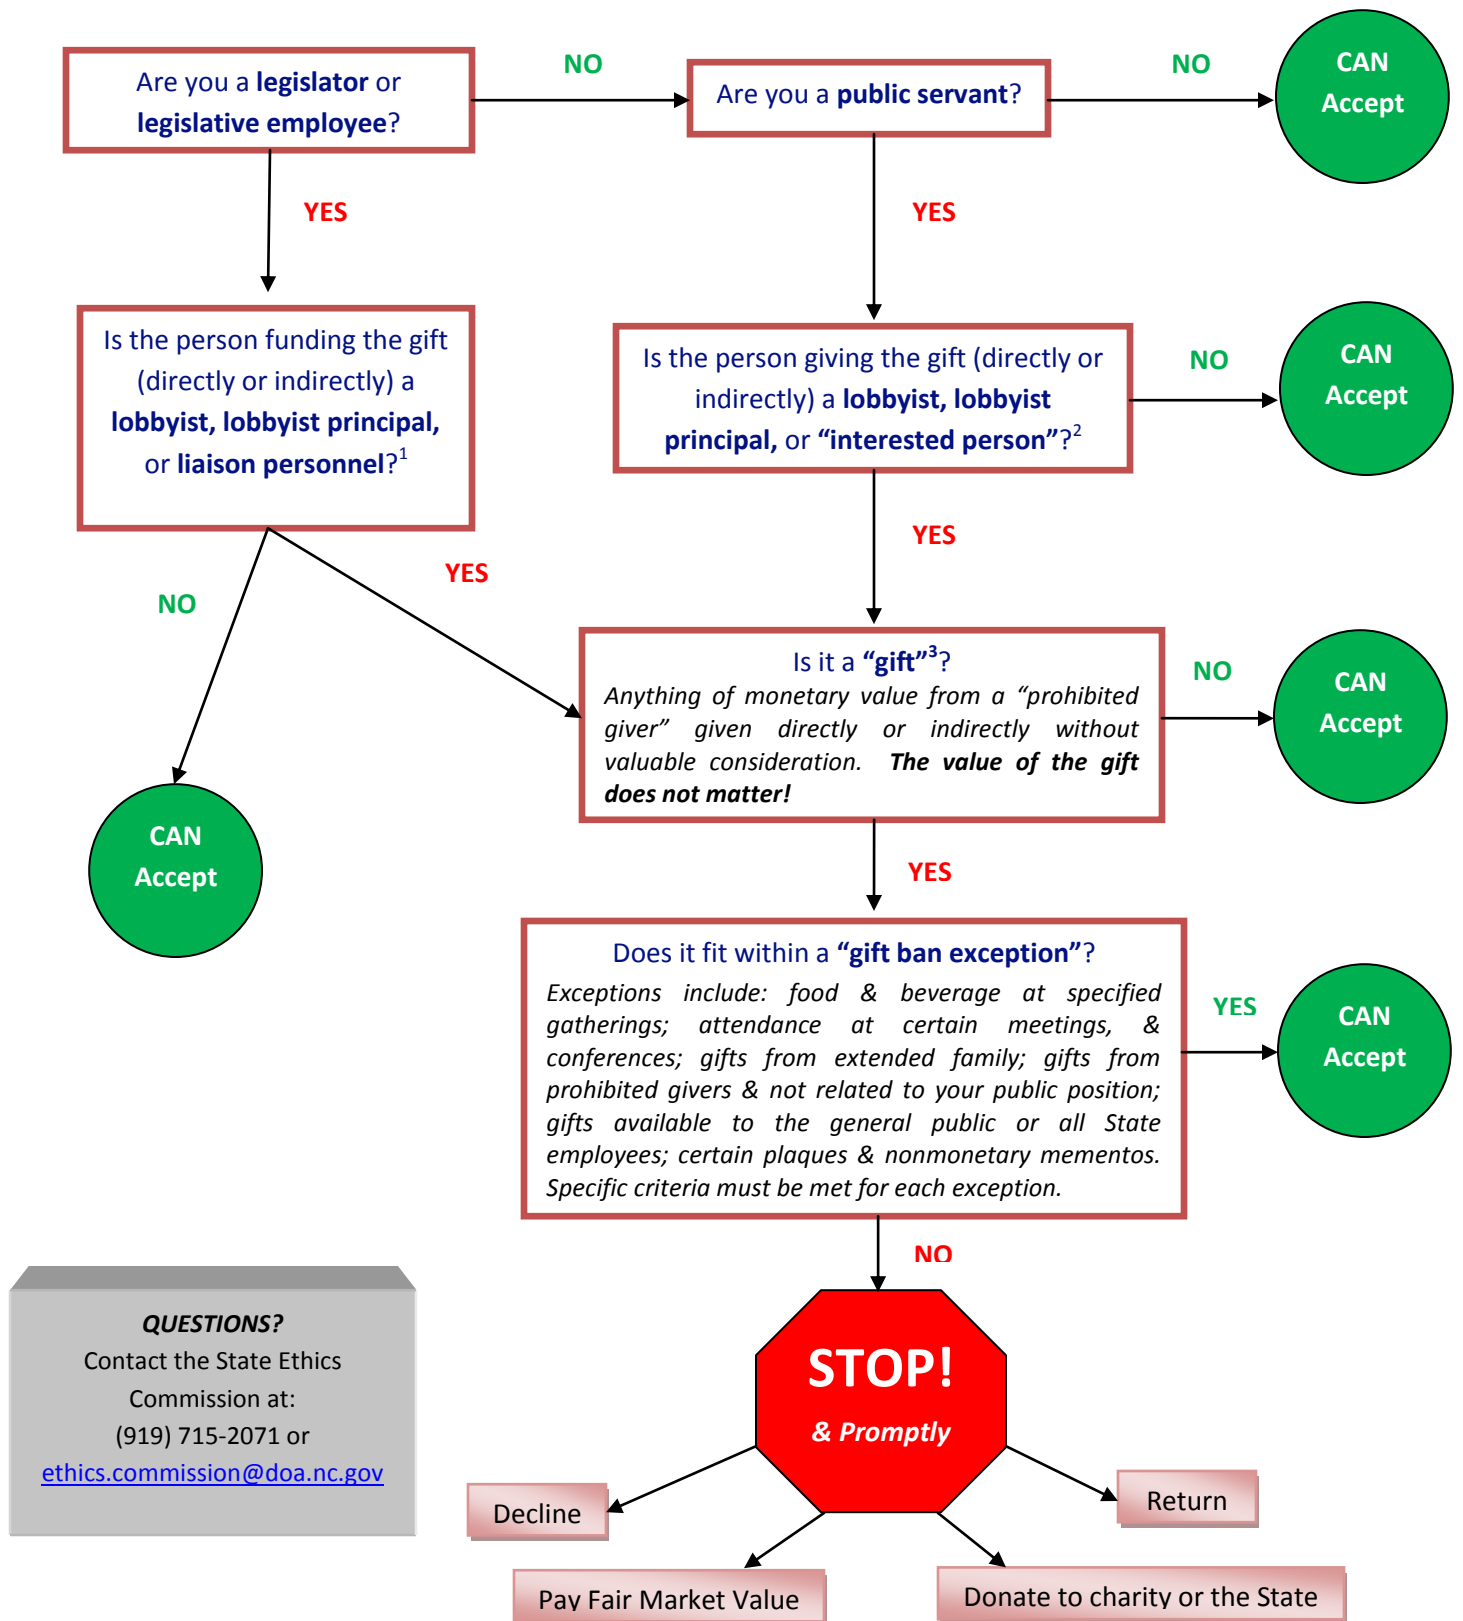 Are you a legislator or
legislative employee?
NO
Are you a public servant?
NO
CAN
Accept
YES
YES
Is the person funding the gift
(directly or indirectly) a
lobbyist, lobbyist principal,
or liaison personnel?1
Is the person giving the gift (directly or
indirectly) a lobbyist, lobbyist
principal, or “interested person”?2
NO
CAN
Accept
NO
YES
YES
CAN
Accept
Is it a “gift”3?
Anything of monetary value from a “prohibited
giver” given directly or indirectly without
valuable consideration. The value of the gift
does not matter!
NO
CAN
Accept
YES
Does it fit within a “gift ban exception”?
Exceptions include: food & beverage at specified
gatherings; attendance at certain meetings, &
conferences; gifts from extended family; gifts from
prohibited givers & not related to your public position;
gifts available to the general public or all State
employees; certain plaques & nonmonetary mementos.
Specific criteria must be met for each exception.
YES
CAN
Accept
NO
QUESTIONS?
Contact the State Ethics
Commission at:
(919) 715-2071 or
ethics.commission@doa.nc.gov
STOP!
& Promptly
Decline
Return
Pay Fair Market Value
Donate to charity or the State